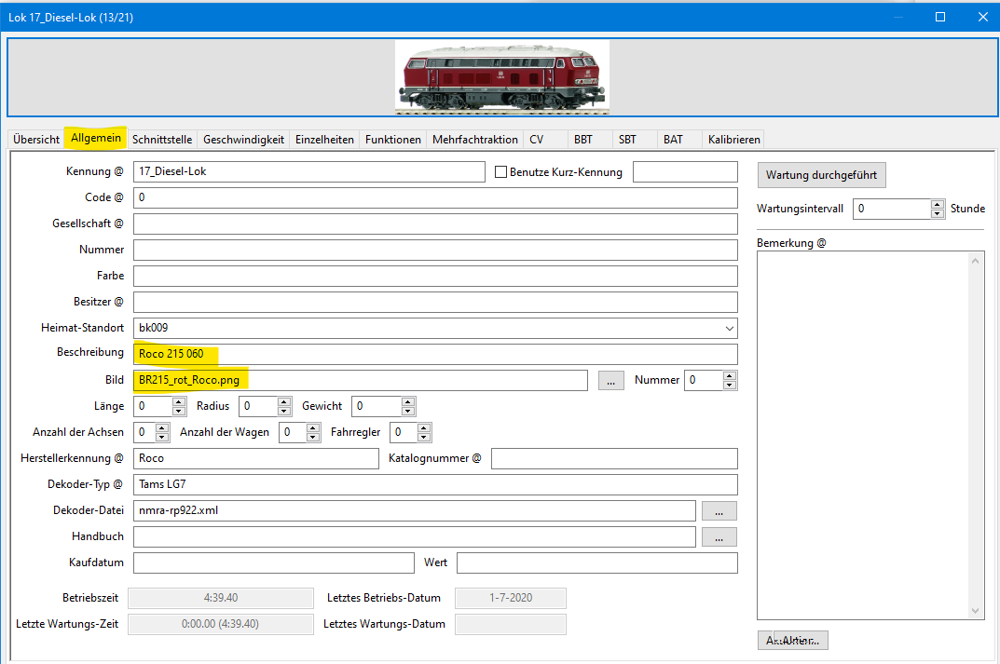 Lok 17_Diesel-Lok (13/21)
Übersicht Allgemein Schnittstelle Geschwindigkeit Einzelheiten Funktionen Mehrfachtraktion CV BBT SBT BAT Kalibrieren
Kennung @ 17_Diesel-Lok Benutze Kurz-Kennung
Code @ 0
Gesellschaft @
Nummer
Farbe
Besitzer @
Heimat-Standort bk009
Beschreibung Roco 215 060
Bild BR215_rot_Roco.png ... Nummer 0
Länge 0 Radius 0 Gewicht 0
Anzahl der Achsen 0 Anzahl der Wagen 0 Fahrregler 0
Herstellerkennung @ Roco Katalognummer @
Dekoder-Typ @ Tams LG7
Dekoder-Datei nmra-rp922.xml ...
Handbuch ...
Kaufdatum Wert
Betriebszeit 4:39.40 Letztes Betriebs-Datum 1-7-2020
Letzte Wartungs-Zeit 0:00.00 (4:39.40) Letztes Wartungs-Datum
Wartung durchgeführt
Wartungsintervall 0 Stunde
Bemerkung @